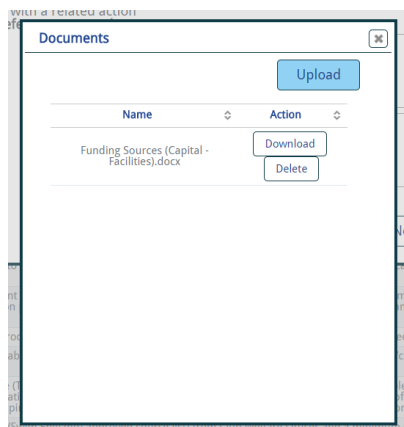 with a related action
Documents
Upload
Name
Action
Funding Sources (Capital -
Facilities).docx
Download
Delete